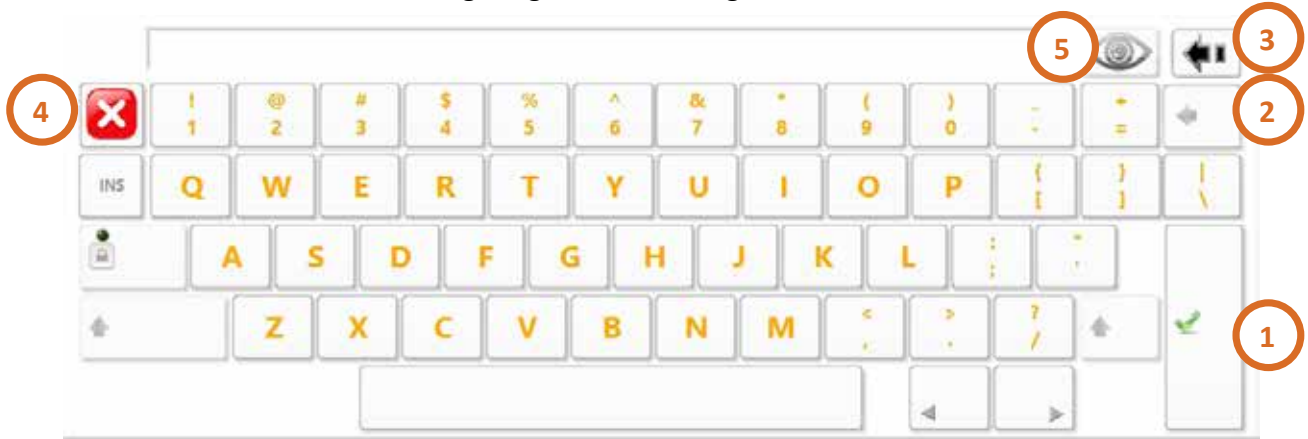 5 3
4 ! 1 @ 2 # 3 $ 4 % 5 ^ 6 & 7 * 8 ( 9 ) 0 _ - + = 2
INS Q W E R T Y U I O P { [ } ] | \
A S D F G H J K L : ; " '
Z X C V B N M < , > . ? / 1